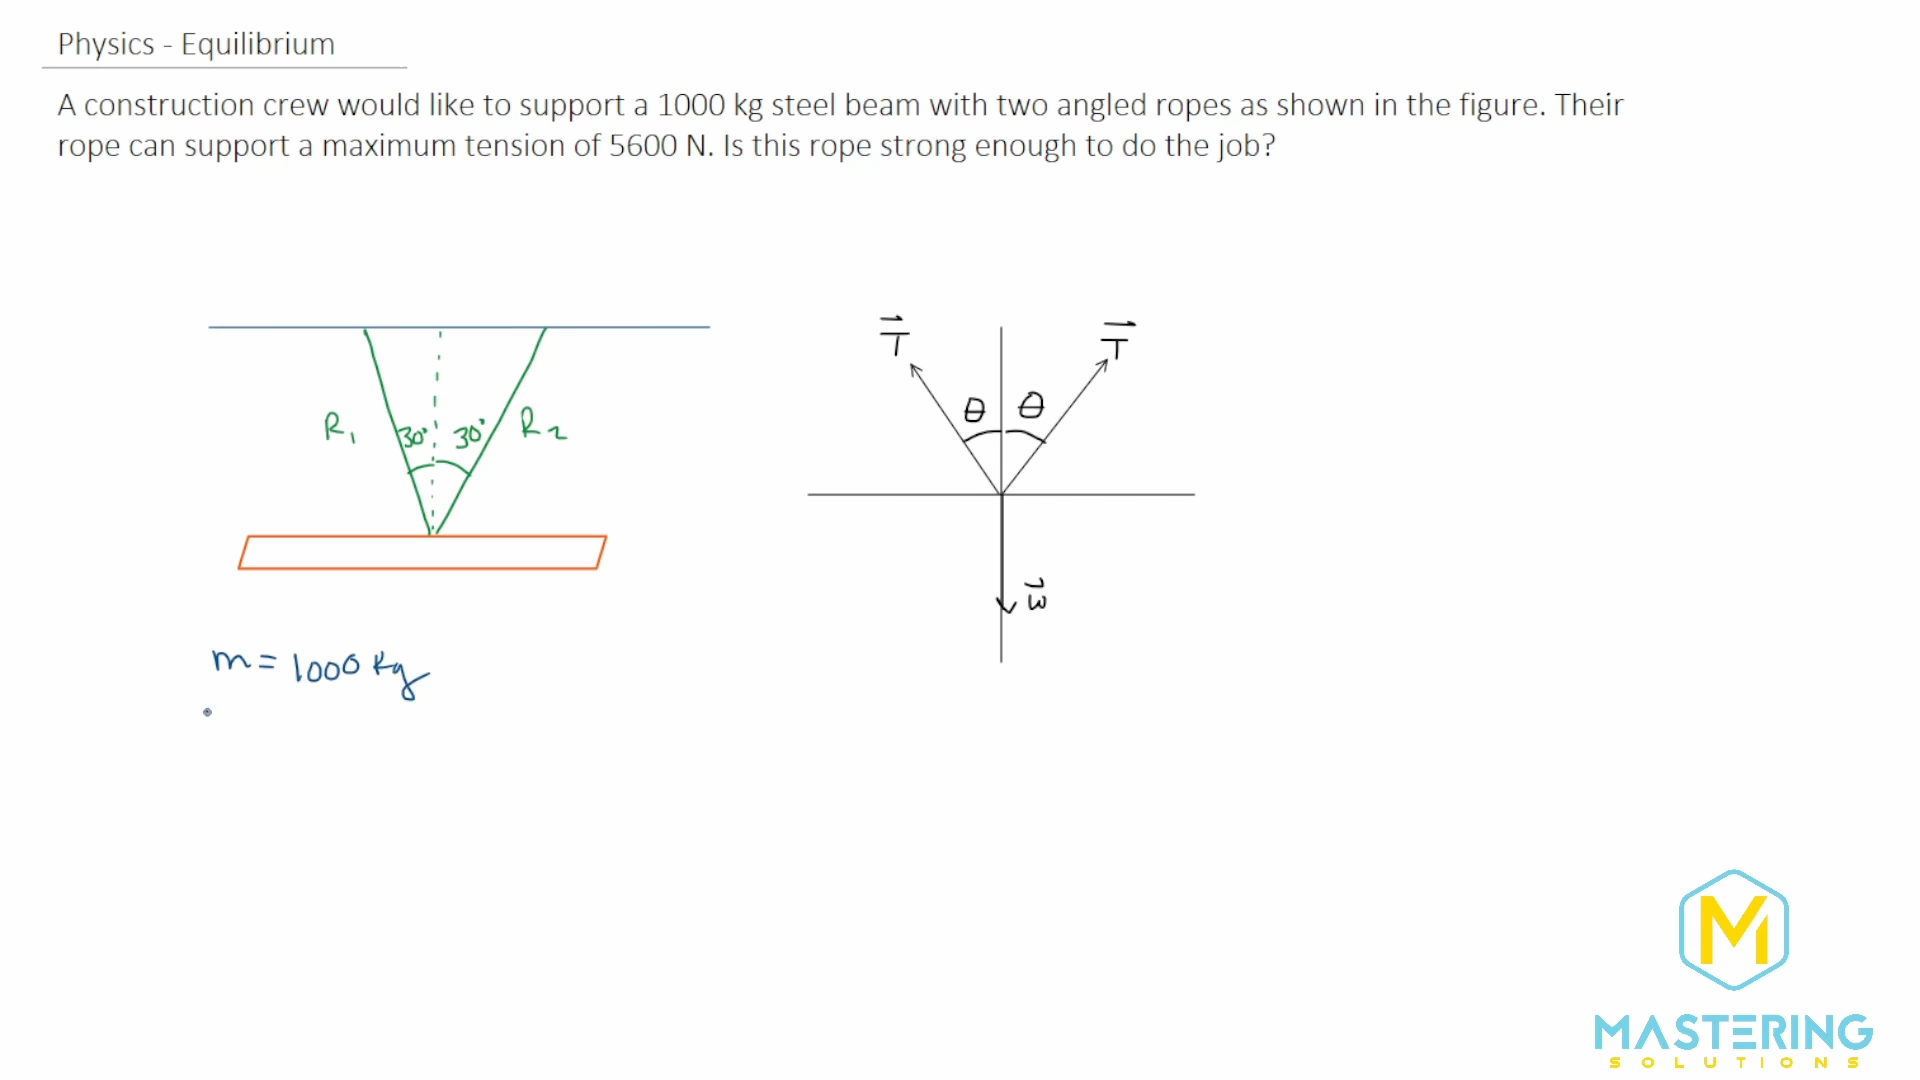 Physics - Equilibrium
A construction crew would like to support a 1000 kg steel beam with two angled ropes as shown in the figure. Their
rope can support a maximum tension of 5600 N. Is this rope strong enough to do the job?
T T
θ θ
R₁ 30° 30° R₂
w
m = 1000 kg
MASTERING
SOLUTIONS